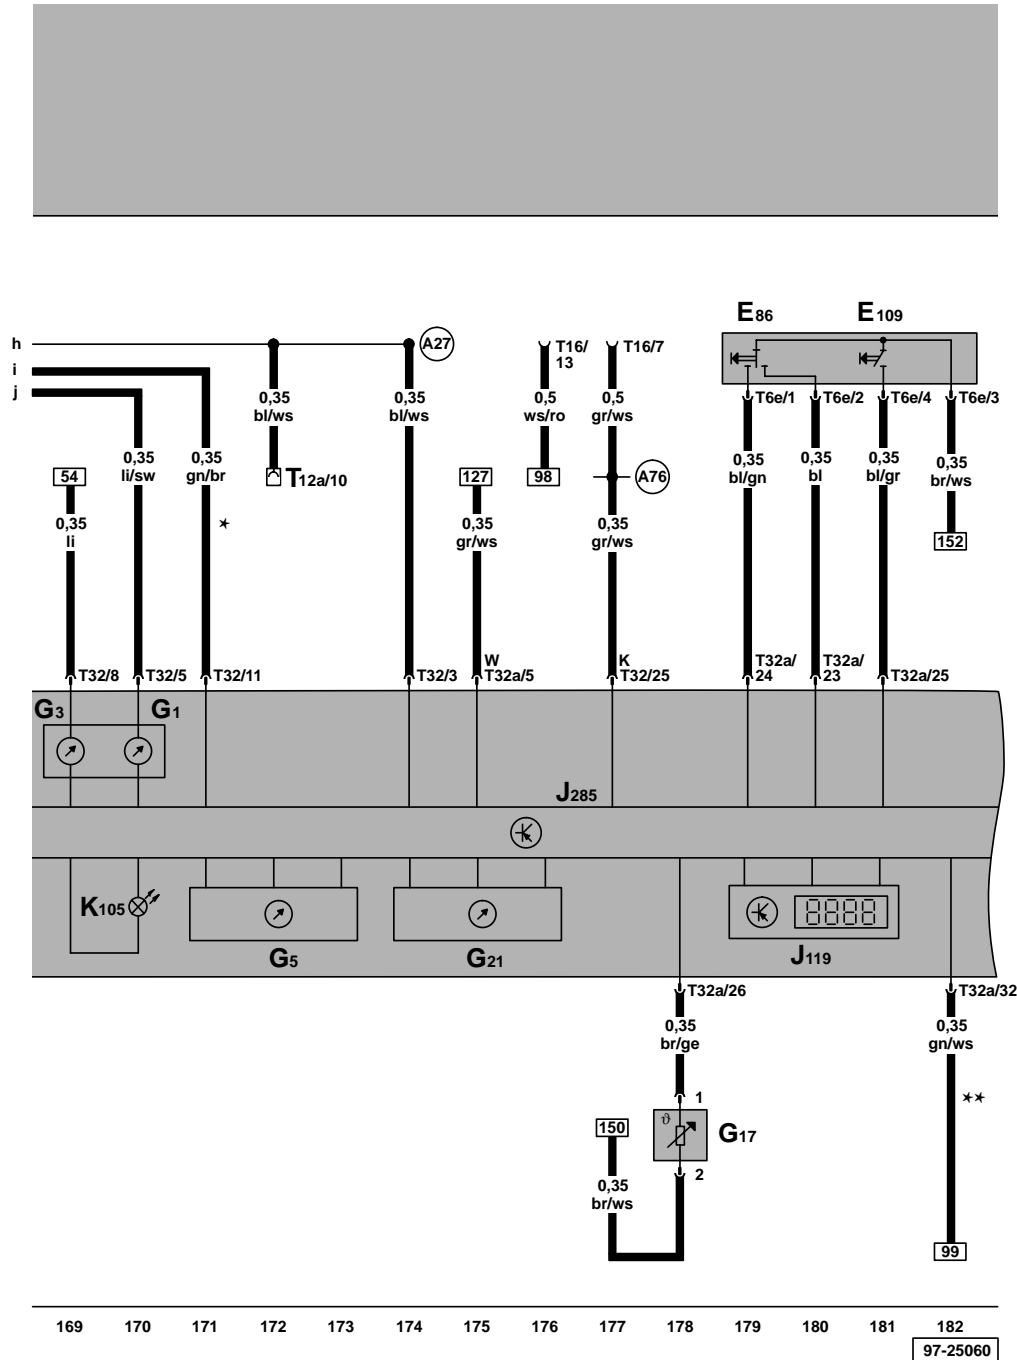 E86 E109
h A27 T16/ T16/7
13
i
j T6e/1 T6e/2 T6e/4 T6e/3
0,35 0,35 0,5 0,5
bl/ws bl/ws ws/ro gr/ws
0,35 0,35 0,35 0,35 0,35 0,35
li/sw gn/br bl/gn bl bl/gr br/ws
54 T12a/10 127 98 A76
0,35 * 0,35 0,35
li gr/ws gr/ws
152
W K T32a/ T32a/
T32/8 T32/5 T32/11 T32/3 T32a/5 T32/25 24 23 T32a/25
G3 G1
J285
K105
8888
G5 G21 J119
T32a/26 T32a/32
0,35 0,35
br/ge gn/ws
1 **
150 ϑ G17
2
0,35
br/ws
99
169 170 171 172 173 174 175 176 177 178 179 180 181 182
97-25060